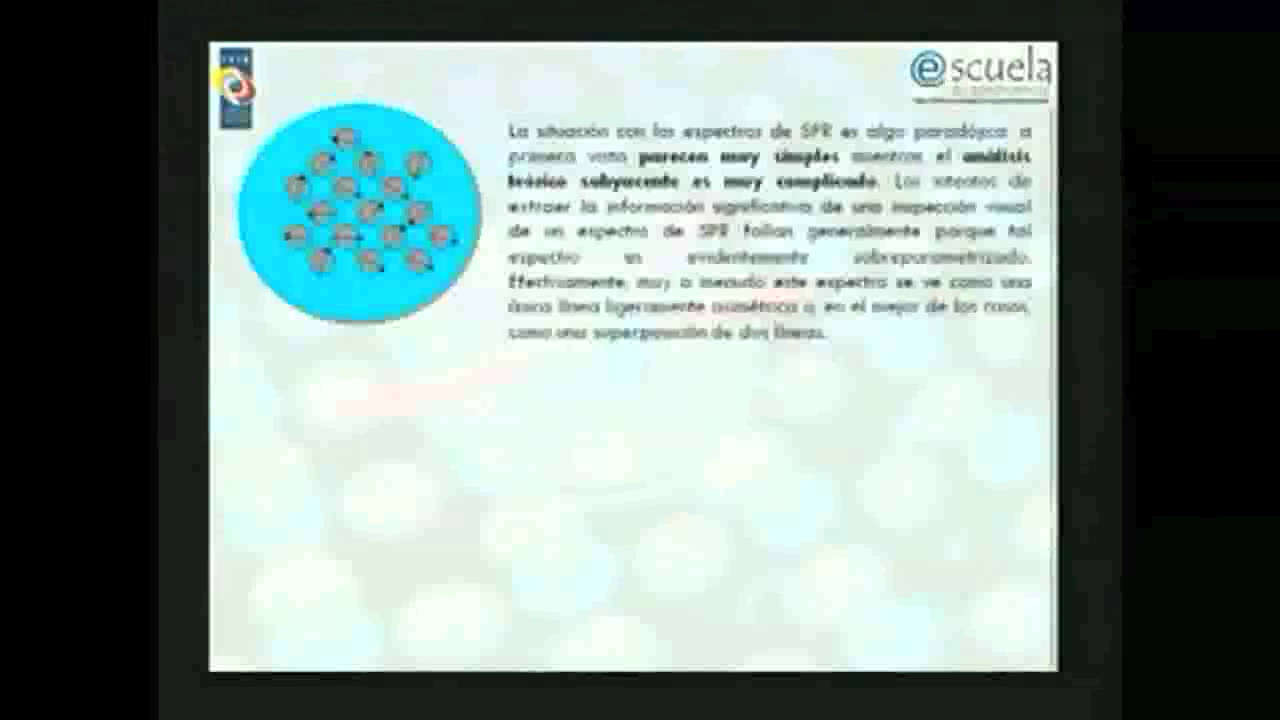 escuela
La situación con los espectros de SPR es algo paradójica: a
primera vista parecen muy simples mientras el análisis
teórico subyacente es muy complicado. Los intentos de
extraer la información significativa de una inspección visual
de un espectro de SPR fallan generalmente porque tal
espectro es evidentemente sobreparametrizado.
Efectivamente, muy a menudo este espectro se ve como una
única línea ligeramente asimétrica o, en el mejor de los casos,
como una superposición de dos líneas.